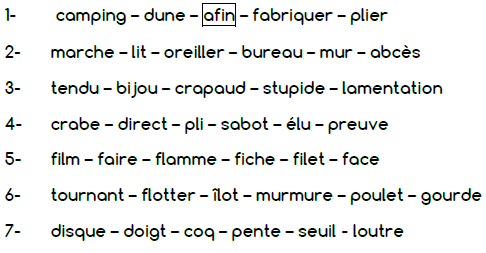 1- camping – dune – afin – fabriquer – plier
2- marche – lit – oreiller – bureau – mur – abcès
3- tendu – bijou – crapaud – stupide – lamentation
4- crabe – direct – pli – sabot – élu – preuve
5- film – faire – flamme – fiche – filet – face
6- tournant – flotter – îlot – murmure – poulet – gourde
7- disque – doigt – coq – pente – seuil - loutre